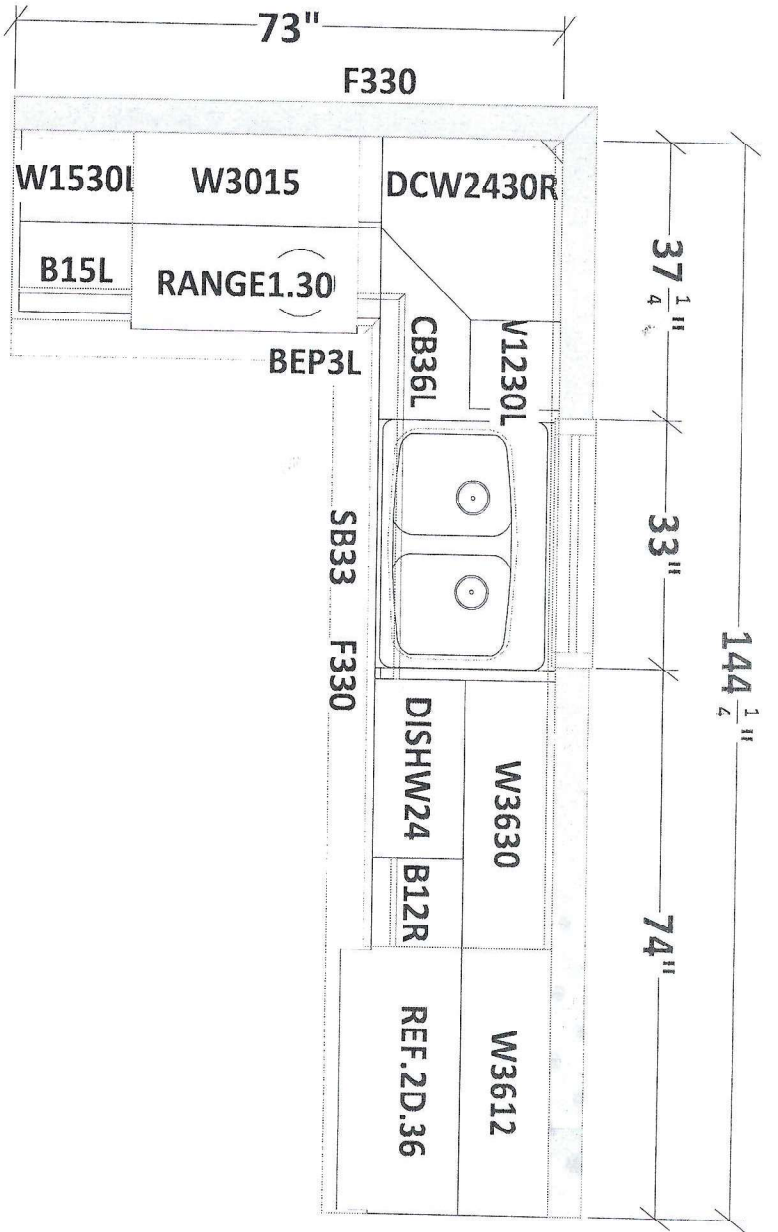 73"
F330
W1530L
W3015
DCW2430R
B15L
RANGE1.30
BEP3L
CB36L
V1230L
37 1/4"
33"
144 1/4"
74"
SB33
F330
DISHW24
W3630
B12R
REF.2D.36
W3612